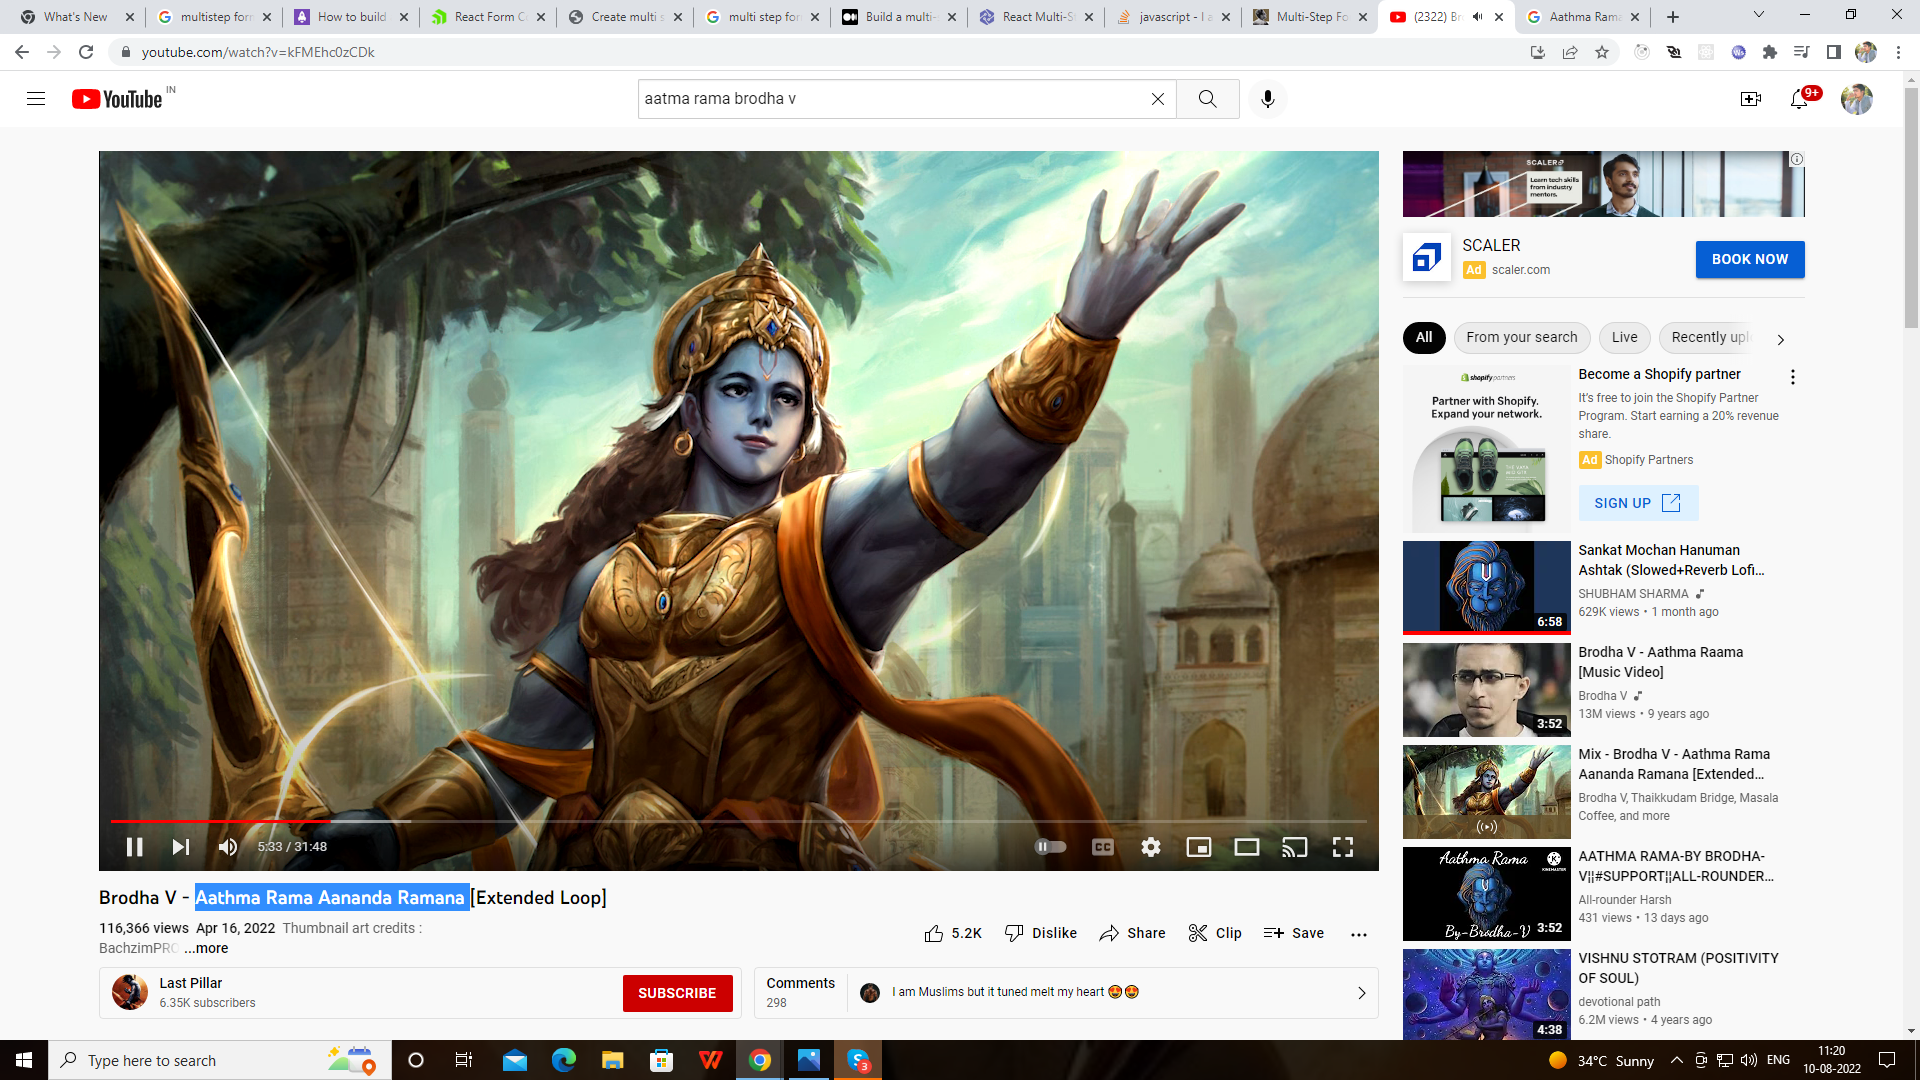 What's New
multistep for
How to build
React Form C
Create multi s
multi step for
Build a multi-
React Multi-S
javascript - I a
Multi-Step Fo
(2322) Br
Aathma Rama
youtube.com/watch?v=kFMEhc0zCDk
YouTube IN
aatma rama brodha v
9+
SCALER
Learn tech skills
from industry
mentors.
SCALER
Ad scaler.com
BOOK NOW
All
From your search
Live
Recently upl
shopify partners
Partner with Shopify.
Expand your network.
Become a Shopify partner
It's free to join the Shopify Partner
Program. Start earning a 20% revenue
share.
Ad Shopify Partners
SIGN UP
Sankat Mochan Hanuman
Ashtak (Slowed+Reverb Lofi...
SHUBHAM SHARMA
629K views • 1 month ago
6:58
Brodha V - Aathma Raama
[Music Video]
Brodha V
13M views • 9 years ago
3:52
Mix - Brodha V - Aathma Rama
Aananda Ramana [Extended...
Brodha V, Thaikkudam Bridge, Masala
Coffee, and more
Aathma Rama
KINEMASTER
By-Brodha-V
3:52
AATHMA RAMA-BY BRODHA-
V¦¦#SUPPORT¦¦ALL-ROUNDER...
All-rounder Harsh
431 views • 13 days ago
VISHNU STOTRAM (POSITIVITY
OF SOUL)
devotional path
6.2M views • 4 years ago
4:38
5:33 / 31:48
CC
Brodha V - Aathma Rama Aananda Ramana [Extended Loop]
116,366 views Apr 16, 2022 Thumbnail art credits :
BachzimPRO ...more
5.2K
Dislike
Share
Clip
Save
Last Pillar
6.35K subscribers
SUBSCRIBE
Comments
298
I am Muslims but it tuned melt my heart 😍😍
Type here to search
3
34°C Sunny
ENG
11:20
10-08-2022